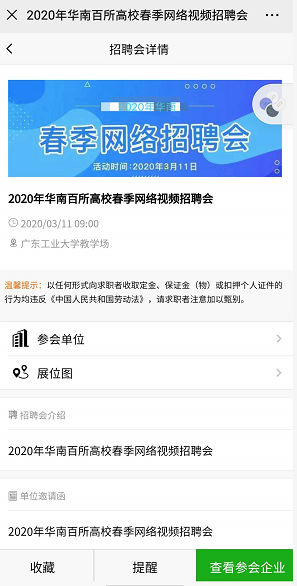 2020年华南百所高校春季网络视频招聘会
招聘会详情
2020年华南
春季网络招聘会
活动时间:2020年3月11日
2020年华南百所高校春季网络视频招聘会
2020/03/11 09:00
广东工业大学教学场
温馨提示：以任何形式向求职者收取定金、保证金（物）或扣押个人证件的
行为均违反《中国人民共和国劳动法》，请求职者注意加以甄别。
参会单位
展位图
聘 招聘会介绍
2020年华南百所高校春季网络视频招聘会
单位邀请函
2020年华南百所高校春季网络视频招聘会
收藏 提醒 查看参会企业